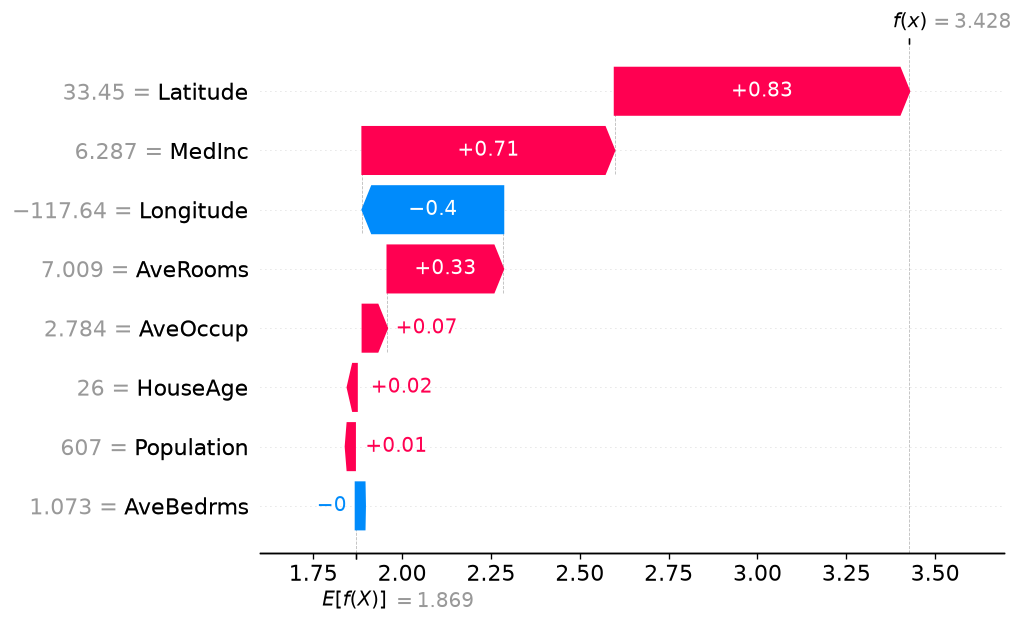 f(x) = 3.428
33.45 = Latitude
+0.83
6.287 = MedInc
+0.71
−117.64 = Longitude
−0.4
7.009 = AveRooms
+0.33
2.784 = AveOccup
+0.07
26 = HouseAge
+0.02
607 = Population
+0.01
1.073 = AveBedrms
−0
1.75 2.00 2.25 2.50 2.75 3.00 3.25 3.50
E[f(X)] = 1.869